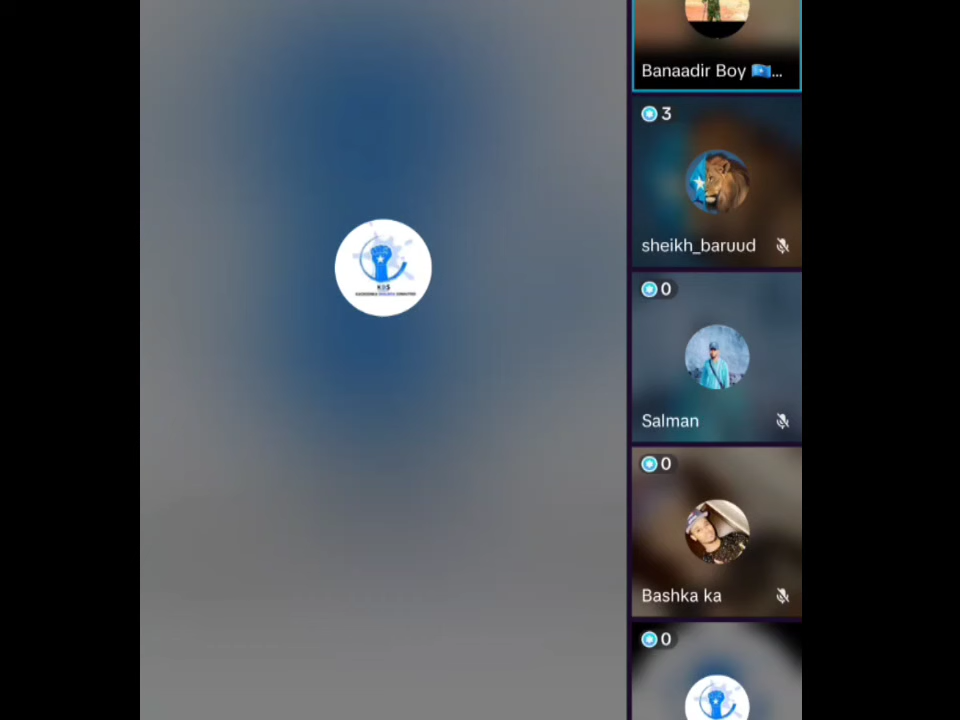 Banaadir Boy 🇸🇴...
3
sheikh_baruud
0
Salman
0
Bashka ka
0